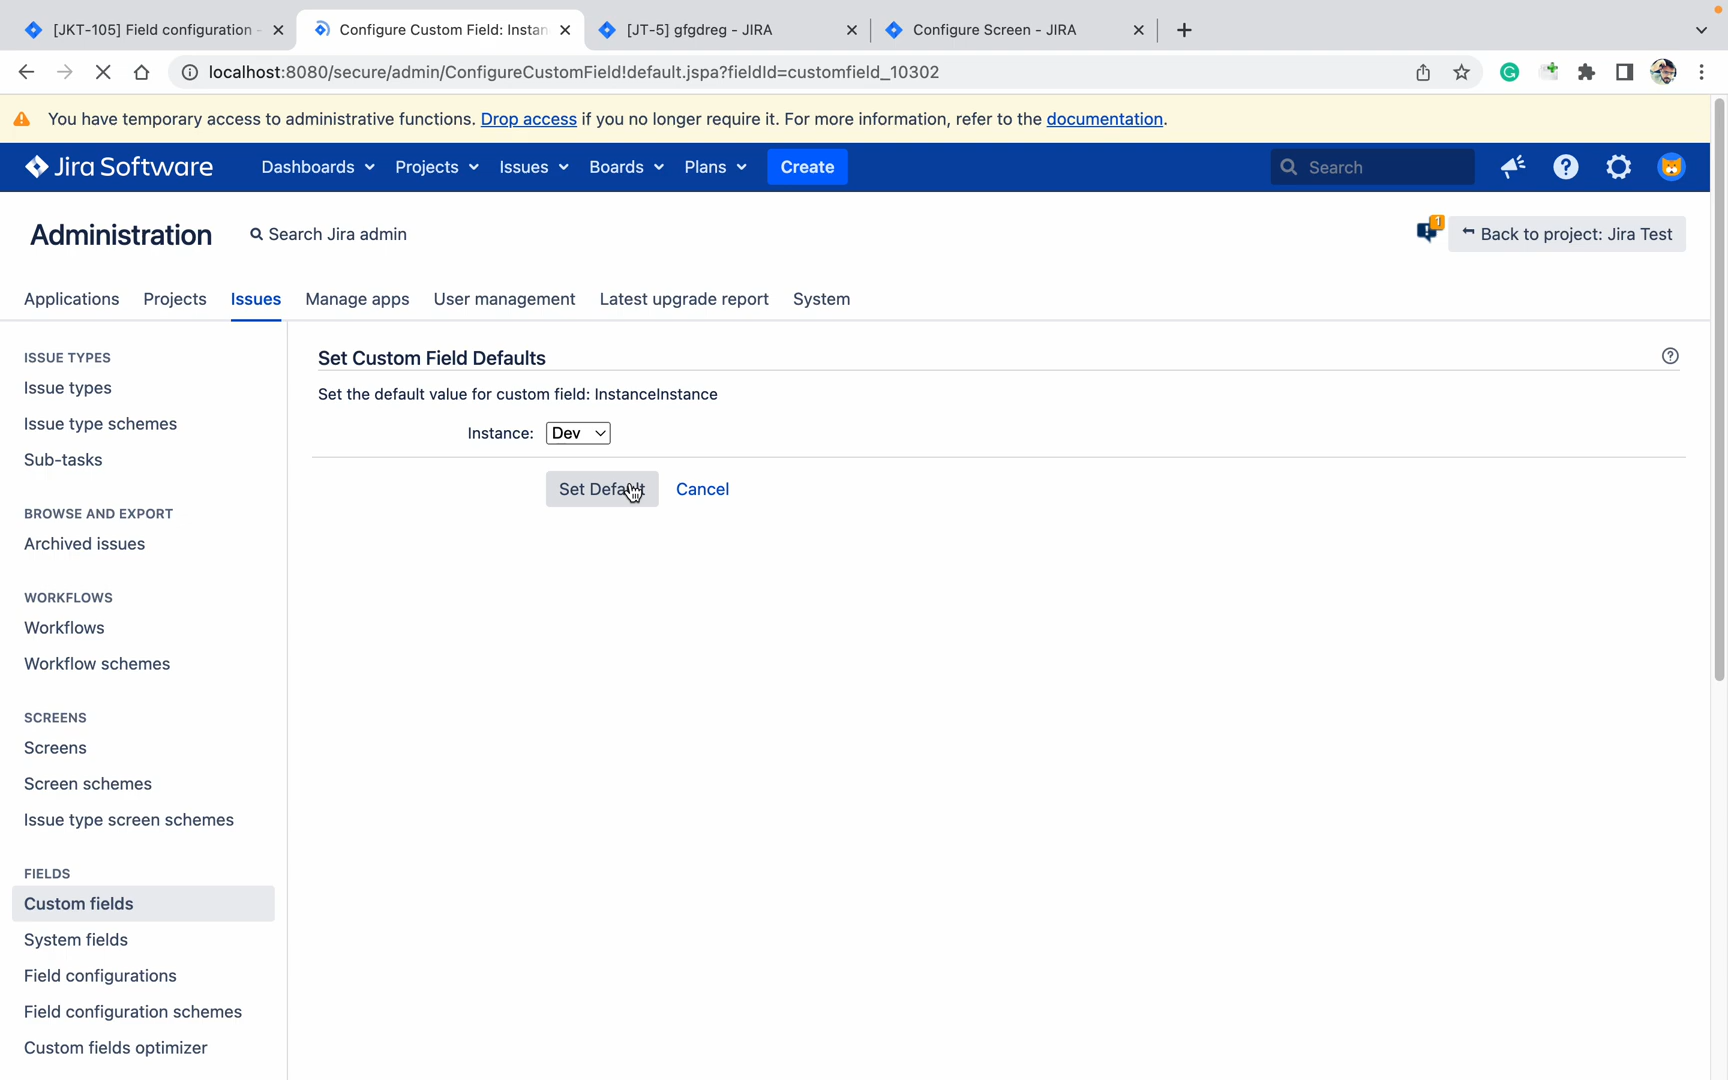 [JKT-105] Field configuration -
Configure Custom Field: Instan
[JT-5] gfgdreg - JIRA
Configure Screen - JIRA
localhost:8080/secure/admin/ConfigureCustomField!default.jspa?fieldId=customfield_10302
You have temporary access to administrative functions. Drop access if you no longer require it. For more information, refer to the documentation.
Jira Software Dashboards Projects Issues Boards Plans Create Search
Administration Search Jira admin 1 Back to project: Jira Test
Applications Projects Issues Manage apps User management Latest upgrade report System
ISSUE TYPES
Issue types
Issue type schemes
Sub-tasks
BROWSE AND EXPORT
Archived issues
WORKFLOWS
Workflows
Workflow schemes
SCREENS
Screens
Screen schemes
Issue type screen schemes
FIELDS
Custom fields
System fields
Field configurations
Field configuration schemes
Custom fields optimizer
Set Custom Field Defaults
Set the default value for custom field: InstanceInstance
Instance: Dev
Set Default Cancel